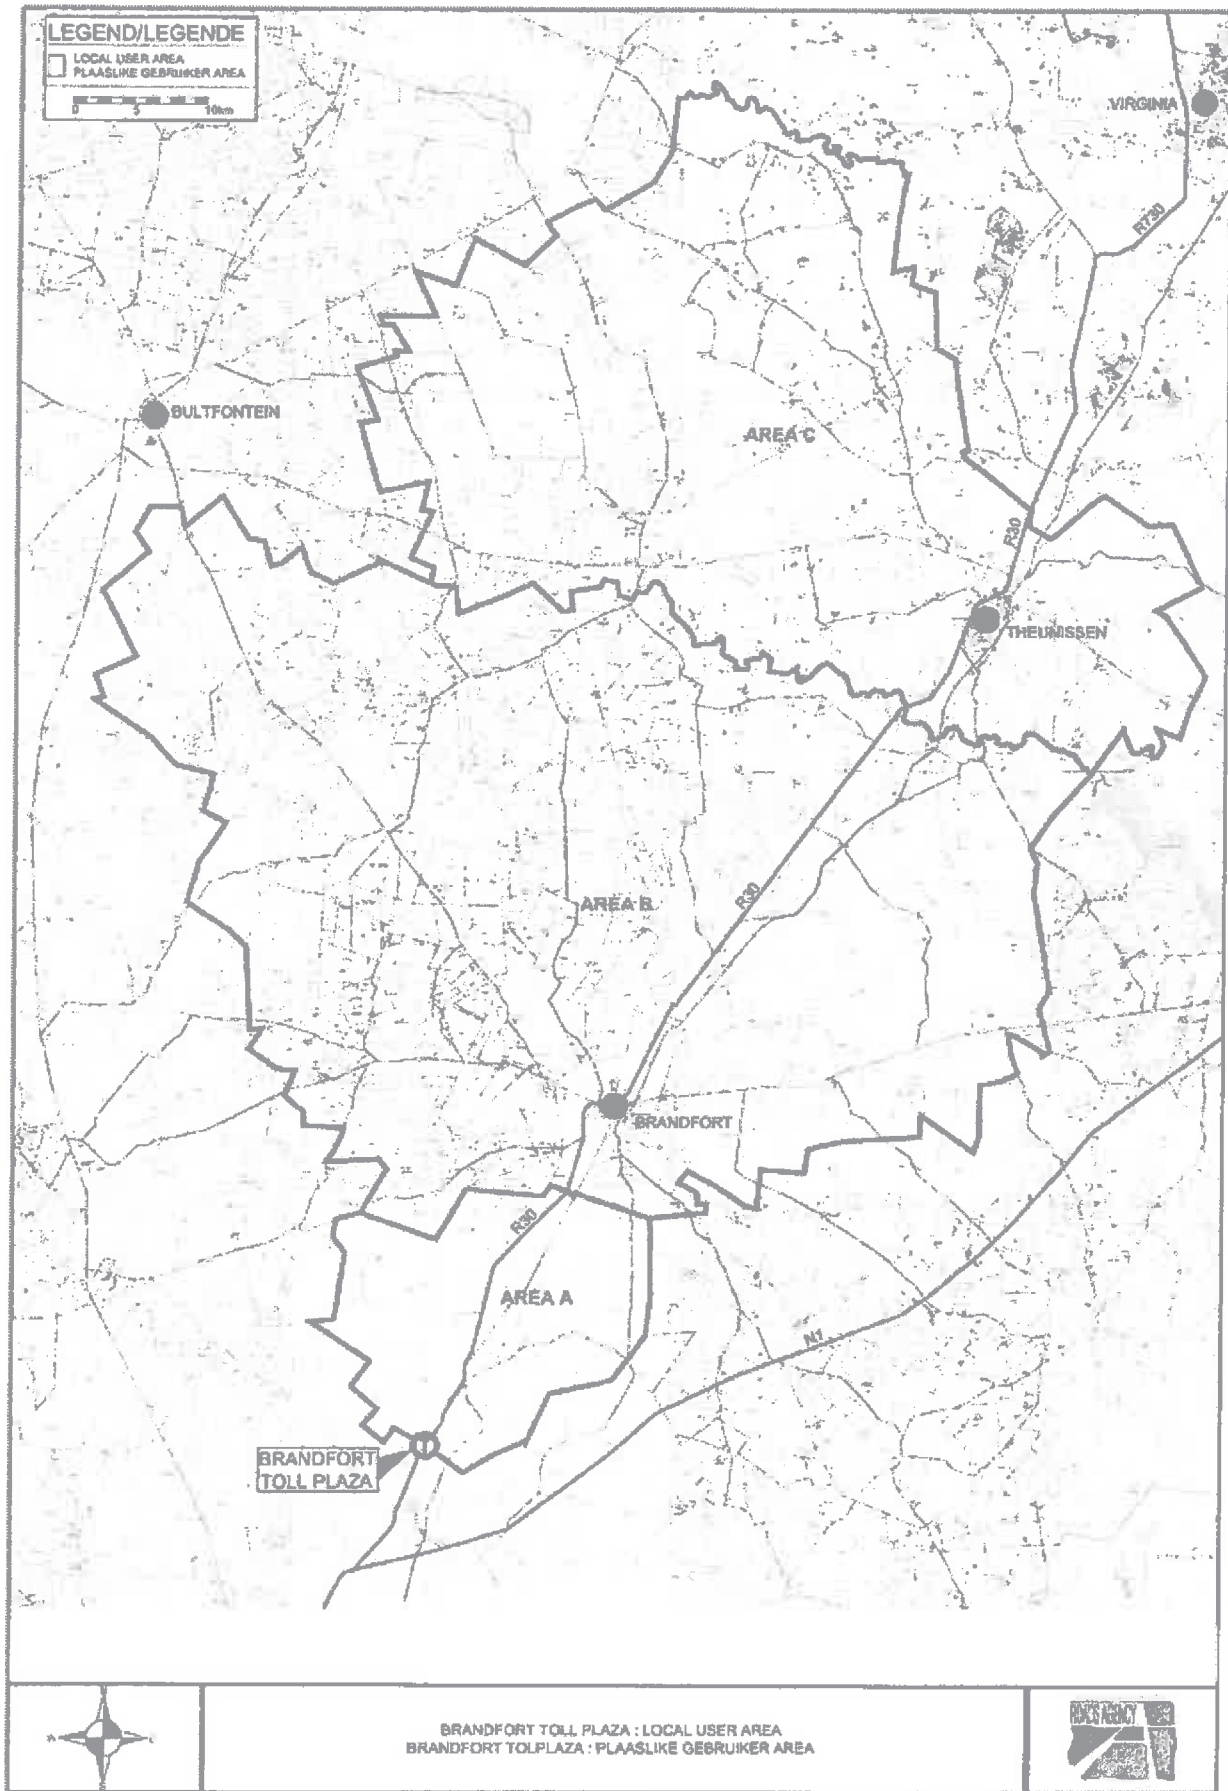 LEGEND/LEGENDE
LOCAL USER AREA
PLAASLIKE GEBRUIKER AREA
0 5 10km
VIRGINIA
R730
BULTFONTEIN
AREA C
R30
THEUNISSEN
AREA B
R30
BRANDFORT
R30
AREA A
N1
BRANDFORT
TOLL PLAZA
T
BRANDFORT TOLL PLAZA : LOCAL USER AREA
BRANDFORT TOLPLAZA : PLAASLIKE GEBRUIKER AREA